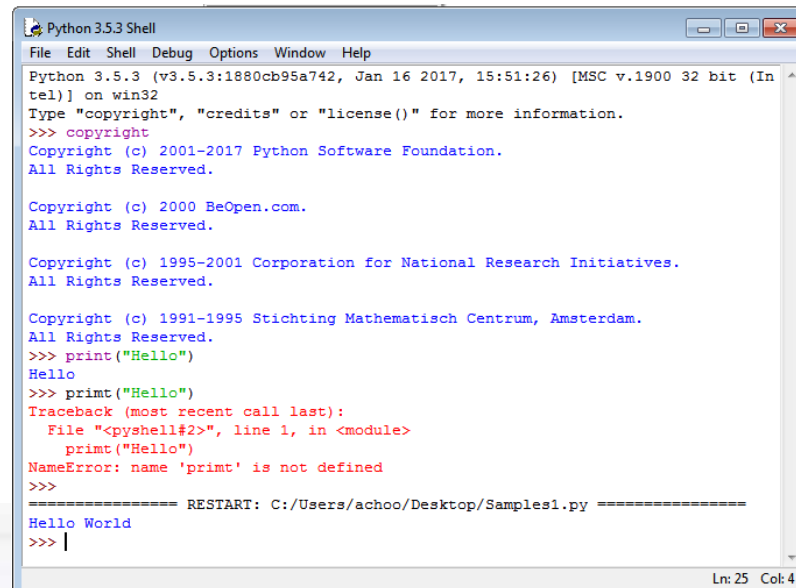 Python 3.5.3 Shell
File Edit Shell Debug Options Window Help
Python 3.5.3 (v3.5.3:1880cb95a742, Jan 16 2017, 15:51:26) [MSC v.1900 32 bit (In
tel)] on win32
Type "copyright", "credits" or "license()" for more information.
>>> copyright
Copyright (c) 2001-2017 Python Software Foundation.
All Rights Reserved.

Copyright (c) 2000 BeOpen.com.
All Rights Reserved.

Copyright (c) 1995-2001 Corporation for National Research Initiatives.
All Rights Reserved.

Copyright (c) 1991-1995 Stichting Mathematisch Centrum, Amsterdam.
All Rights Reserved.
>>> print("Hello")
Hello
>>> primt("Hello")
Traceback (most recent call last):
  File "<pyshell#2>", line 1, in <module>
    primt("Hello")
NameError: name 'primt' is not defined
>>>
================ RESTART: C:/Users/achoo/Desktop/Samples1.py ================
Hello World
>>>
Ln: 25 Col: 4